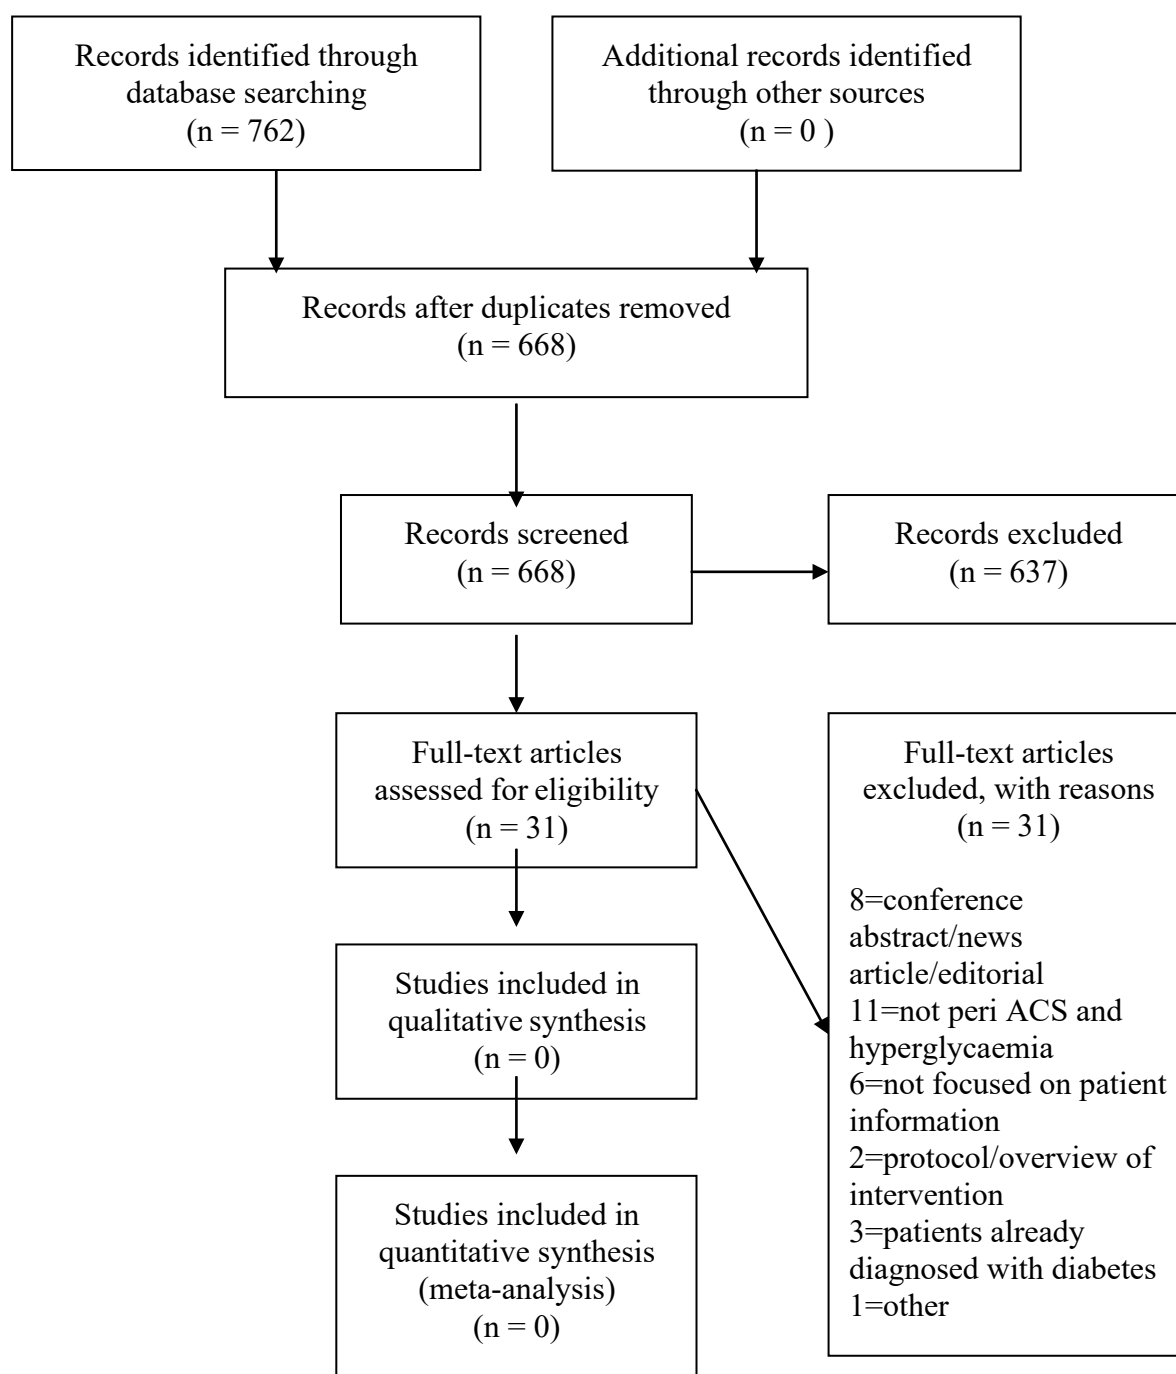 Records identified through
database searching
(n = 762)
Additional records identified
through other sources
(n = 0 )
Records after duplicates removed
(n = 668)
Records screened
(n = 668)
Records excluded
(n = 637)
Full-text articles
assessed for eligibility
(n = 31)
Full-text articles
excluded, with reasons
(n = 31)
8=conference
abstract/news
article/editorial
11=not peri ACS and
hyperglycaemia
6=not focused on patient
information
2=protocol/overview of
intervention
3=patients already
diagnosed with diabetes
1=other
Studies included in
qualitative synthesis
(n = 0)
Studies included in
quantitative synthesis
(meta-analysis)
(n = 0)